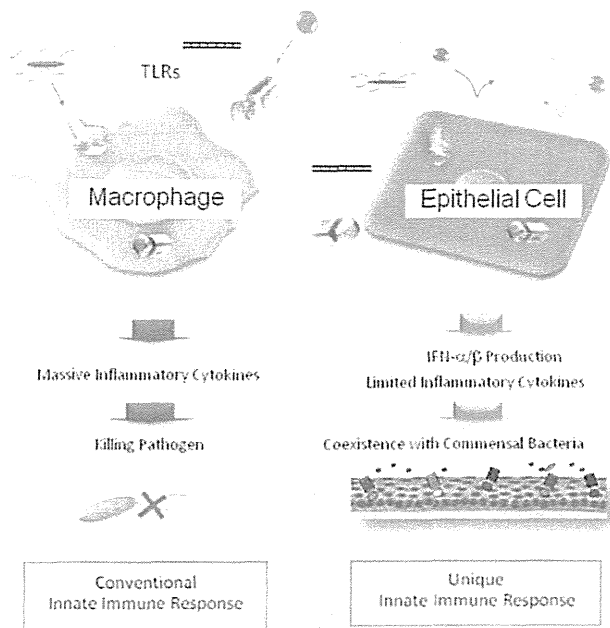 TLRs
Macrophage
Massive Inflammatory Cytokines
Killing Pathogen
Conventional
Innate Immune Response
Epithelial Cell
IFN-α/β Production
Limited Inflammatory Cytokines
Coexistence with Commensal Bacteria
Unique
Innate Immune Response